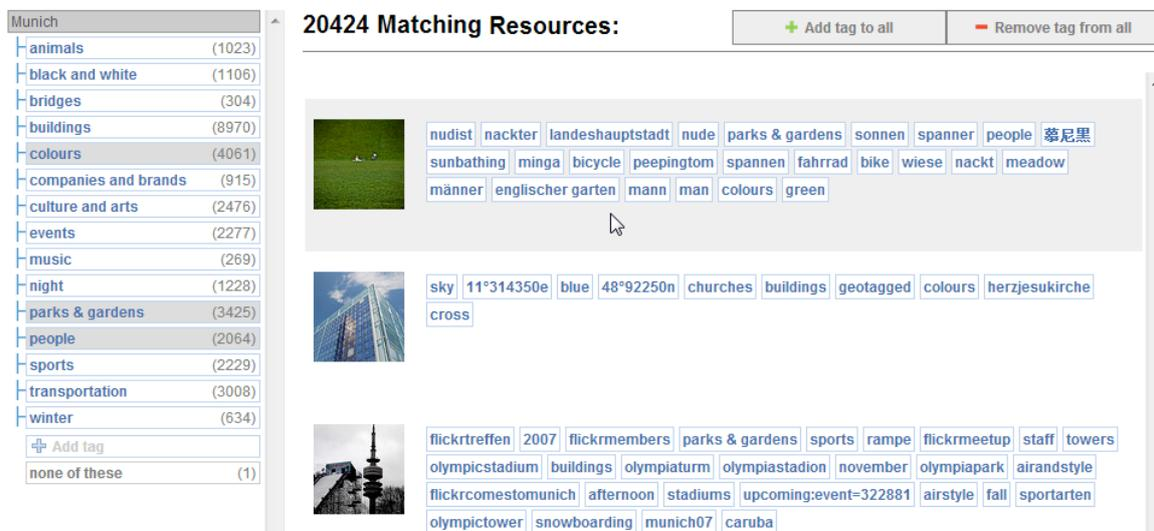 Munich
animals (1023)
black and white (1106)
bridges (304)
buildings (8970)
colours (4061)
companies and brands (915)
culture and arts (2476)
events (2277)
music (269)
night (1228)
parks & gardens (3425)
people (2064)
sports (2229)
transportation (3008)
winter (634)
Add tag
none of these (1)
20424 Matching Resources:
Add tag to all
Remove tag from all
nudist nackter landeshauptstadt nude parks & gardens sonnen spanner people 慕尼黑
sunbathing minga bicycle peepingtom spannen fahrrad bike wiese nackt meadow
männer englischer garten mann man colours green
sky 11°314350e blue 48°92250n churches buildings geotagged colours herzjesukirche
cross
flickrtreffen 2007 flickrmembers parks & gardens sports rampe flickrmeetup staff towers
olympicstadium buildings olympiaturm olympiastadion november olympiapark airandstyle
flickrcomestomunich afternoon stadiums upcoming:event=322881 airstyle fall sportarten
olympictower snowboarding munich07 caruba